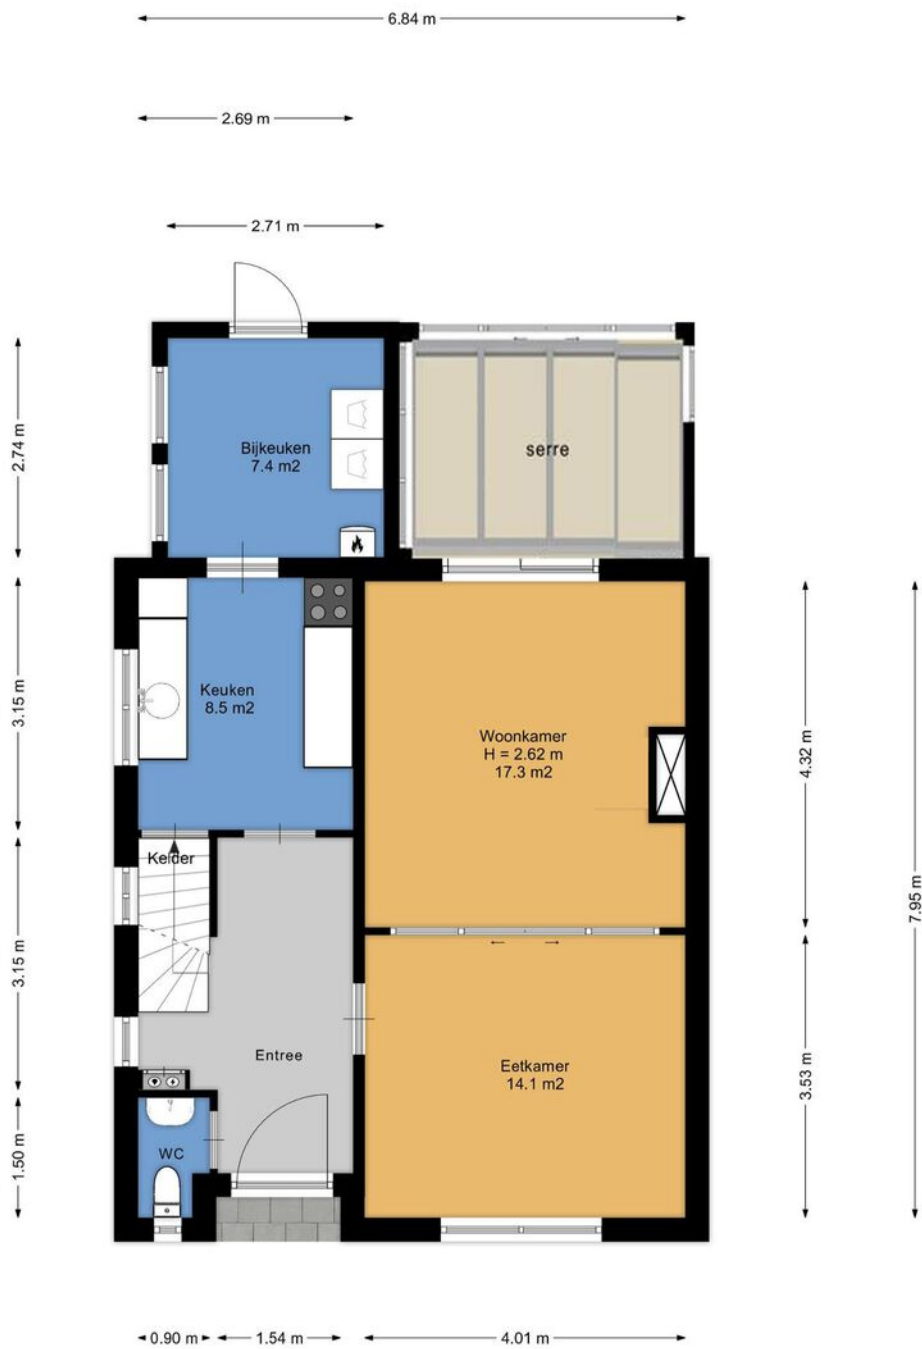 6.84 m
2.69 m
2.71 m
2.74 m
Bijkeuken
7.4 m2
serre
3.15 m
Keuken
8.5 m2
Woonkamer
H = 2.62 m
17.3 m2
4.32 m
7.95 m
Kelder
3.15 m
Entree
Eetkamer
14.1 m2
3.53 m
1.50 m
WC
0.90 m
1.54 m
4.01 m